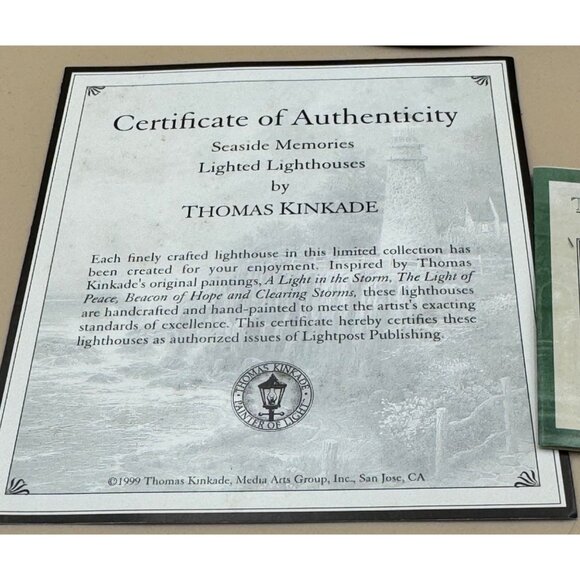 Certificate of Authenticity
Seaside Memories
Lighted Lighthouses
by
THOMAS KINKADE
Each finely crafted lighthouse in this limited collection has
been created for your enjoyment. Inspired by Thomas
Kinkade's original paintings, A Light in the Storm, The Light of
Peace, Beacon of Hope and Clearing Storms, these lighthouses
are handcrafted and hand-painted to meet the artist's exacting
standards of excellence. This certificate hereby certifies these
lighthouses as authorized issues of Lightpost Publishing.
THOMAS KINKADE
PAINTER OF LIGHT
©1999 Thomas Kinkade, Media Arts Group, Inc., San Jose, CA